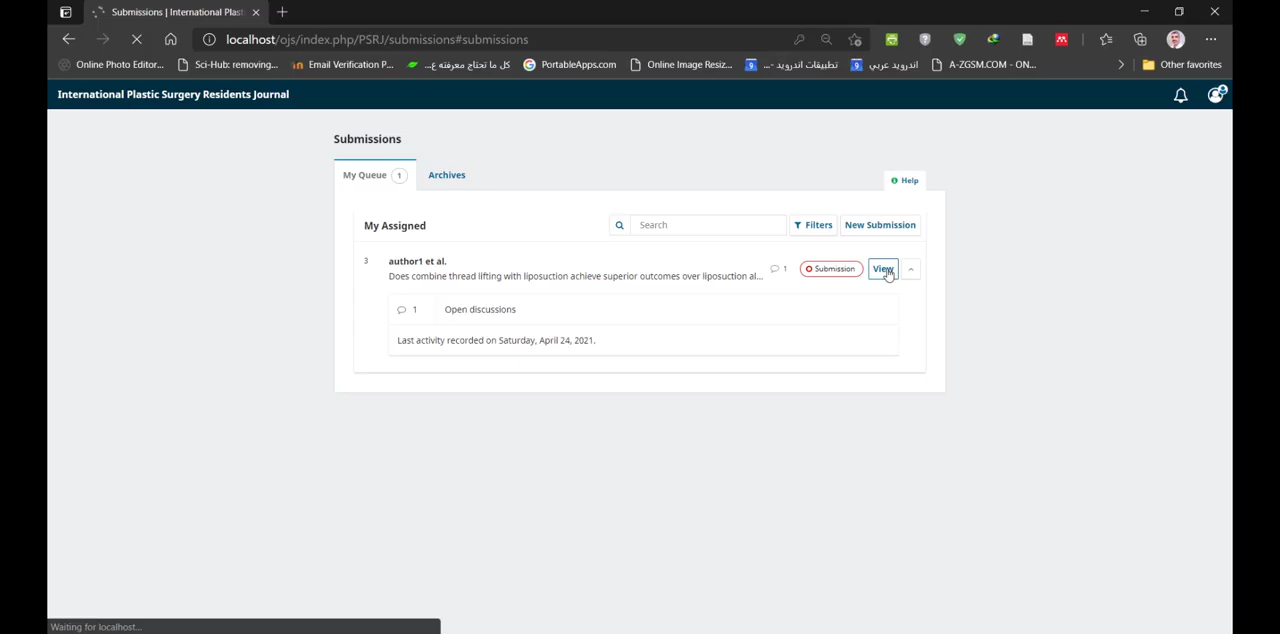 Submissions | International Plast
localhost/ojs/index.php/PSRJ/submissions#submissions
Online Photo Editor...
Sci-Hub: removing...
Email Verification P...
كل ما تحتاج معرفته ع...
PortableApps.com
Online Image Resiz...
تطبيقات اندرويد -...
اندرويد عربي
A-ZGSM.COM - ON...
Other favorites
International Plastic Surgery Residents Journal
Submissions
My Queue 1
Archives
Help
My Assigned
Search
Filters
New Submission
3
author1 et al.
Does combine thread lifting with liposuction achieve superior outcomes over liposuction al...
1
Submission
View
1
Open discussions
Last activity recorded on Saturday, April 24, 2021.
Waiting for localhost...